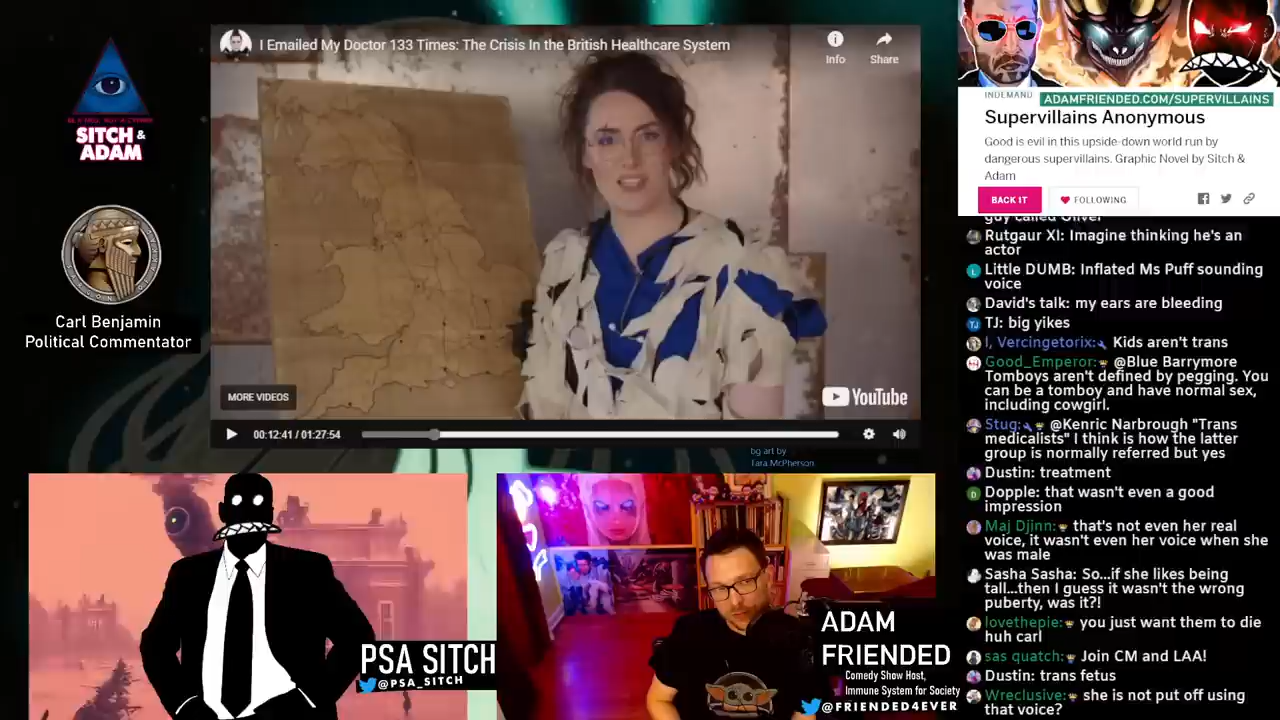 SITCH &
ADAM
Carl Benjamin
Political Commentator
I Emailed My Doctor 133 Times: The Crisis In the British Healthcare System
Info
Share
MORE VIDEOS
YouTube
00:12:41 / 01:27:54
bg art by
Tara McPherson
PSA SITCH
@PSA_SITCH
ADAM
FRIENDED
Comedy Show Host,
Immune System for Society
@FRIENDED4EVER
INDEMAND
ADAMFRIENDED.COM/SUPERVILLAINS
Supervillains Anonymous
Good is evil in this upside-down world run by
dangerous supervillains. Graphic Novel by Sitch &
Adam
BACK IT
FOLLOWING
guy called Oliver
Rutgaur XI: Imagine thinking he's an
actor
Little DUMB: Inflated Ms Puff sounding
voice
David's talk: my ears are bleeding
TJ: big yikes
I, Vercingetorix: Kids aren't trans
Good_Emperor: @Blue Barrymore
Tomboys aren't defined by pegging. You
can be a tomboy and have normal sex,
including cowgirl.
Stug: @Kenric Narbrough "Trans
medicalists" I think is how the latter
group is normally referred but yes
Dustin: treatment
Dopple: that wasn't even a good
impression
Maj Djinn: that's not even her real
voice, it wasn't even her voice when she
was male
Sasha Sasha: So...if she likes being
tall...then I guess it wasn't the wrong
puberty, was it?!
lovethepie: you just want them to die
huh carl
sas quatch: Join CM and LAA!
Dustin: trans fetus
Wreclusive: she is not put off using
that voice?